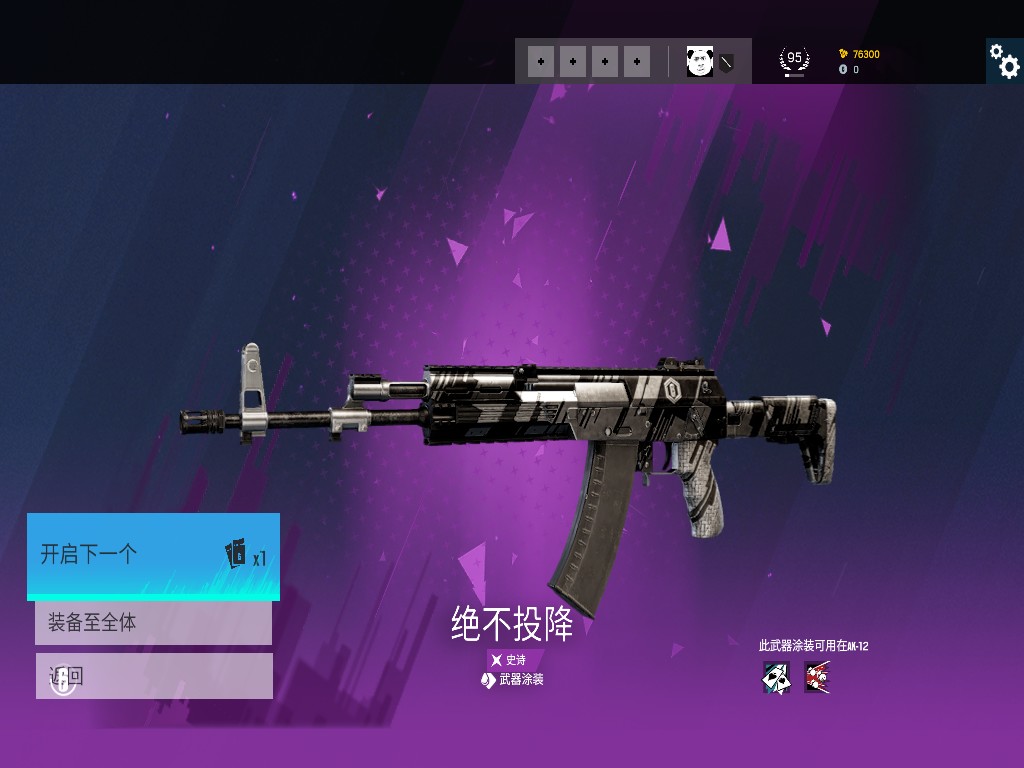 95
76300
0
开启下一个
x1
装备至全体
返回
绝不投降
史诗
武器涂装
此武器涂装可用在AK-12